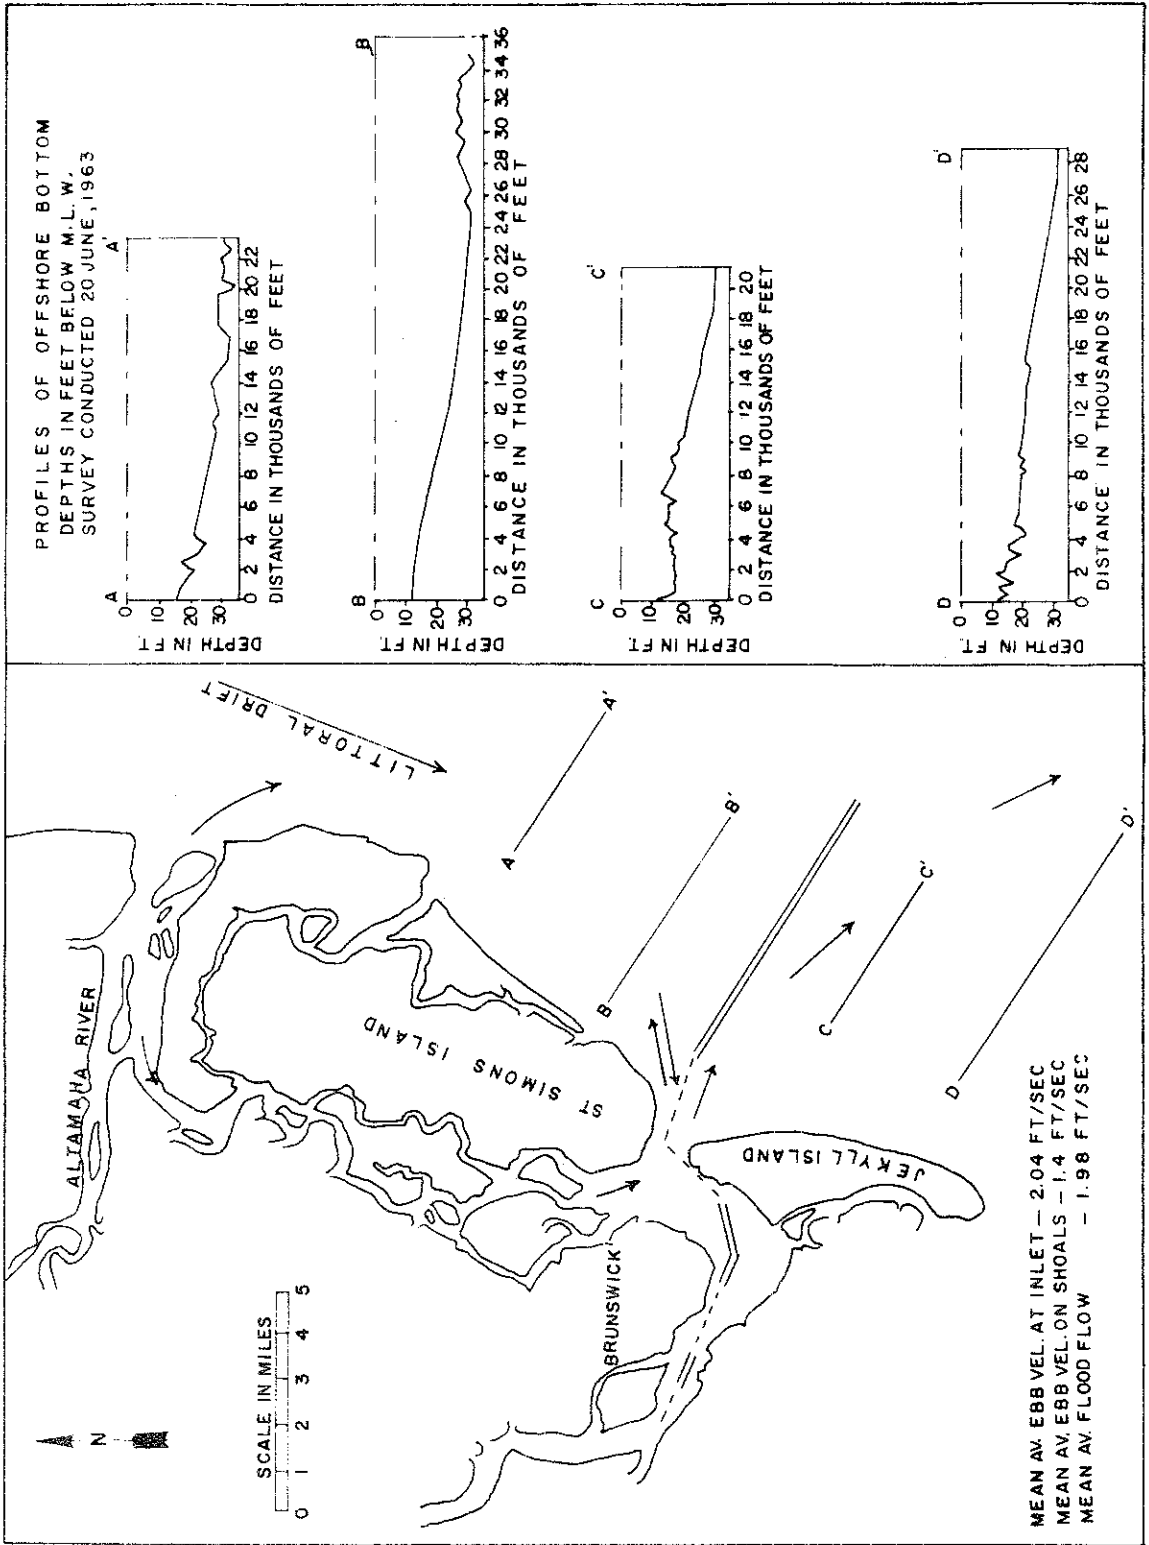 PROFILES OF OFFSHORE BOTTOM
DEPTHS IN FEET BELOW M.L.W.
SURVEY CONDUCTED 20 JUNE, 1963
A
A'
0
10
20
30
DEPTH IN FT.
0 2 4 6 8 10 12 14 16 18 20 22
DISTANCE IN THOUSANDS OF FEET
B
B
0
10
20
30
DEPTH IN FT.
0 2 4 6 8 10 12 14 16 18 20 22 24 26 28 30 32 34 36
DISTANCE IN THOUSANDS OF FEET
C
C'
0
10
20
30
DEPTH IN FT.
0 2 4 6 8 10 12 14 16 18 20
DISTANCE IN THOUSANDS OF FEET
D
D'
0
10
20
30
DEPTH IN FT.
0 2 4 6 8 10 12 14 16 18 20 22 24 26 28
DISTANCE IN THOUSANDS OF FEET
N
SCALE IN MILES
0 1 2 3 4 5
ALTAMAHA RIVER
LITTORAL DRIFT
ST SIMONS ISLAND
BRUNSWICK
JEKYLL ISLAND
A
A'
B
B'
C
C'
D
D'
MEAN AV. EBB VEL. AT INLET — 2.04 FT/SEC
MEAN AV. EBB VEL. ON SHOALS — 1.4 FT/SEC
MEAN AV. FLOOD FLOW — 1.98 FT/SEC